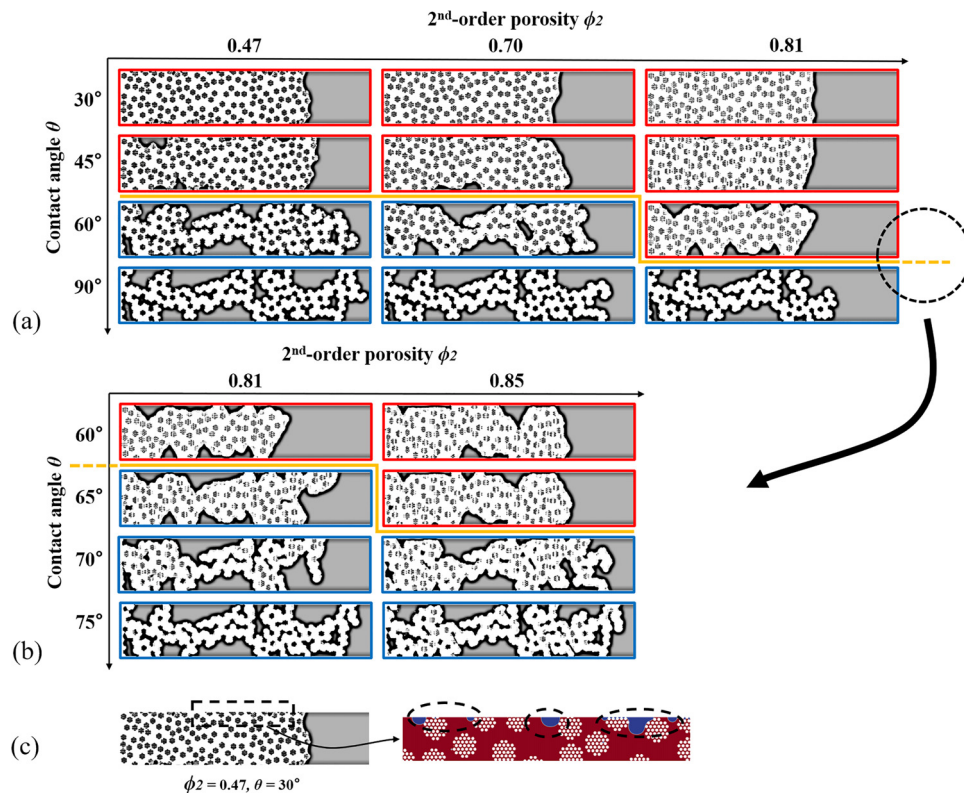 2nd-order porosity ϕ2
0.47 0.70 0.81
Contact angle θ
30°
45°
60°
90°
(a)
2nd-order porosity ϕ2
0.81 0.85
Contact angle θ
60°
65°
70°
75°
(b)
(c)
ϕ2 = 0.47, θ = 30°